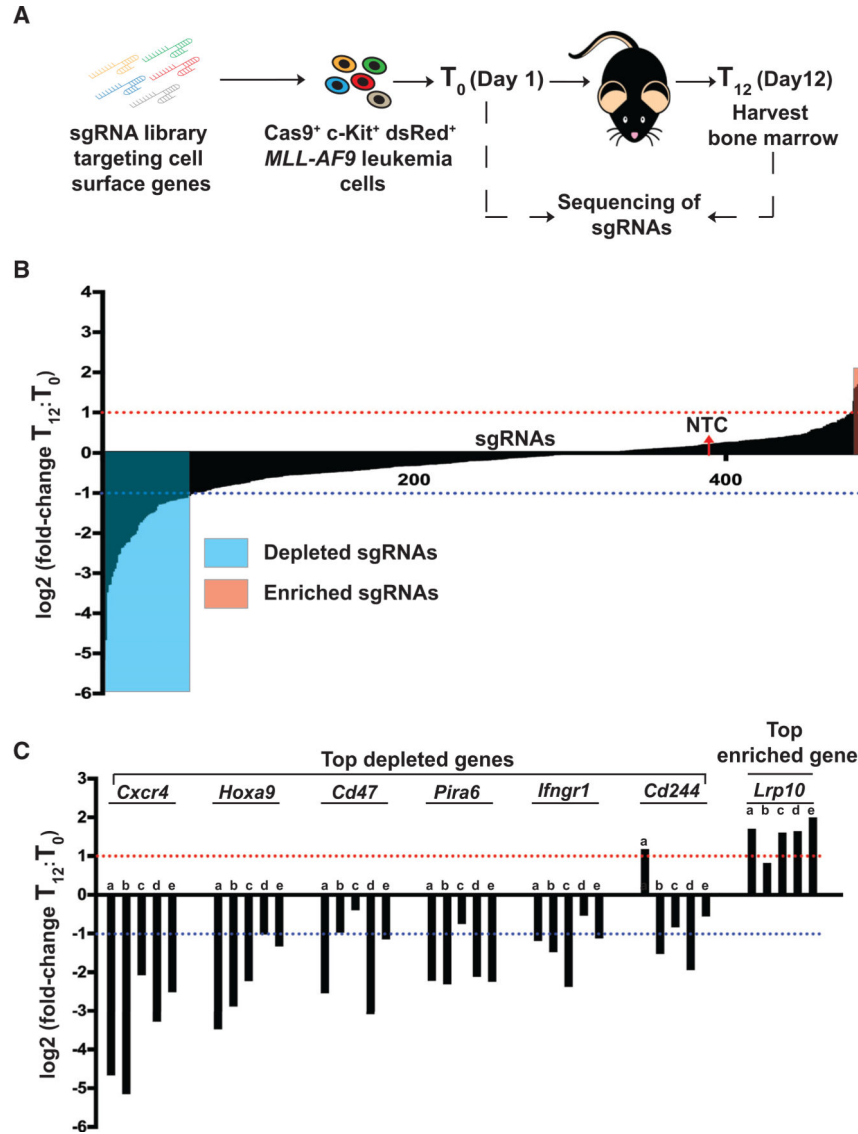 A
sgRNA library
targeting cell
surface genes
Cas9+ c-Kit+ dsRed+
MLL-AF9 leukemia
cells
T0 (Day 1)
T12 (Day12)
Harvest
bone marrow
Sequencing of
sgRNAs
B
log2 (fold-change T12:T0)
4
3
2
1
0
-1
-2
-3
-4
-5
-6
sgRNAs
NTC
200
400
Depleted sgRNAs
Enriched sgRNAs
C
Top depleted genes
Top
enriched gene
Cxcr4 Hoxa9 Cd47 Pira6 Ifngr1 Cd244 Lrp10
log2 (fold-change T12:T0)
3
2
1
0
-1
-2
-3
-4
-5
-6
a b c d e
a b c d e
a b c d e
a b c d e
a b c d e
a b c d e
a b c d e